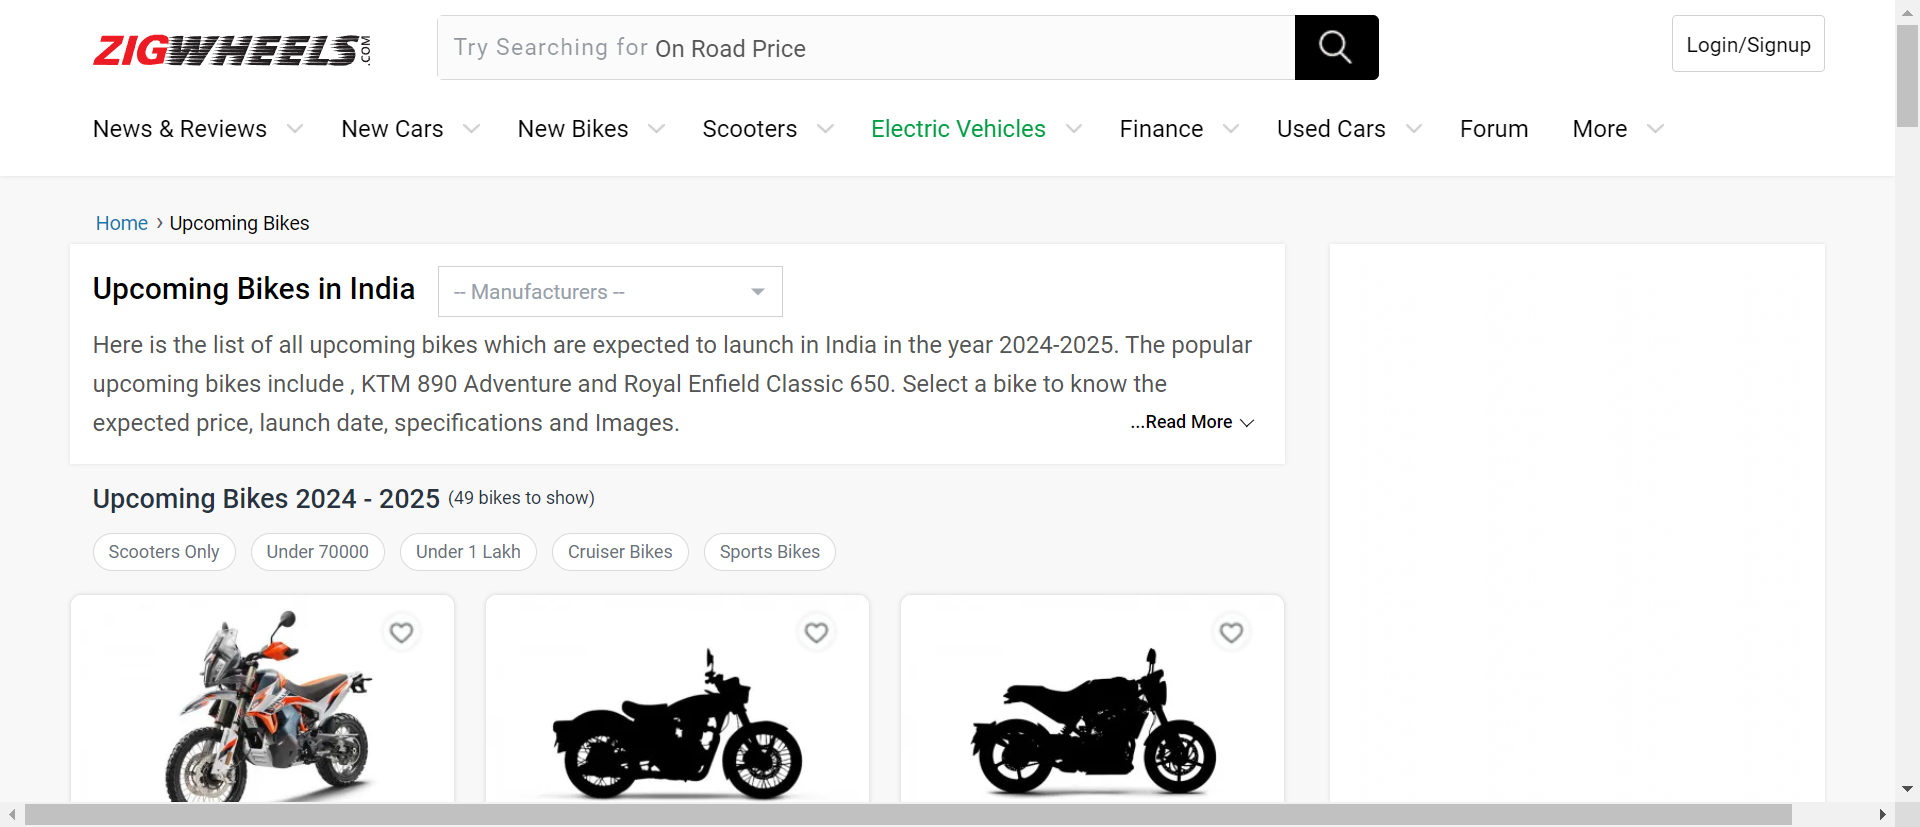 ZIGWHEELS.COM
Try Searching for On Road Price
Login/Signup
News & Reviews New Cars New Bikes Scooters Electric Vehicles Finance Used Cars Forum More
Home › Upcoming Bikes
Upcoming Bikes in India
-- Manufacturers --
Here is the list of all upcoming bikes which are expected to launch in India in the year 2024-2025. The popular
upcoming bikes include , KTM 890 Adventure and Royal Enfield Classic 650. Select a bike to know the
expected price, launch date, specifications and Images.
...Read More
Upcoming Bikes 2024 - 2025 (49 bikes to show)
Scooters Only Under 70000 Under 1 Lakh Cruiser Bikes Sports Bikes